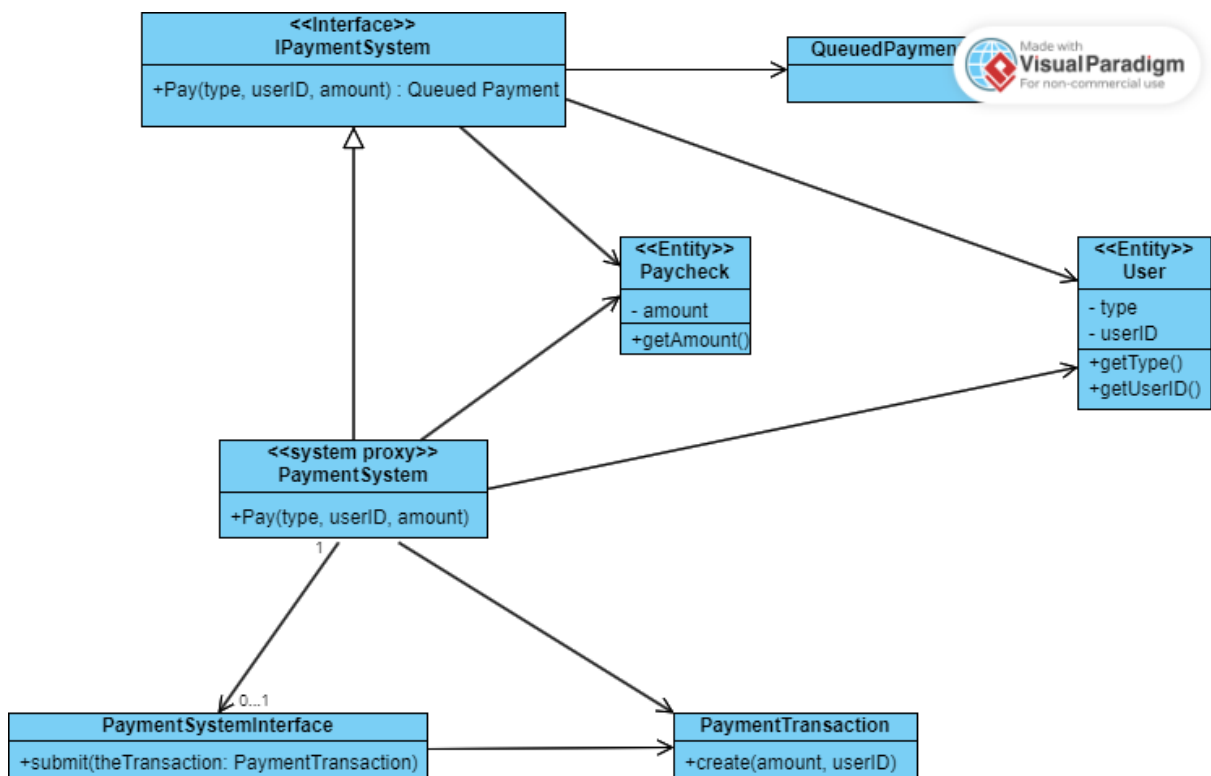 <<Interface>>
IPaymentSystem
+Pay(type, userID, amount) : Queued Payment
QueuedPaymen
Made with
VisualParadigm
For non-commercial use
<<Entity>>
Paycheck
- amount
+getAmount()
<<Entity>>
User
- type
- userID
+getType()
+getUserID()
<<system proxy>>
PaymentSystem
+Pay(type, userID, amount)
1
0...1
PaymentSystemInterface
+submit(theTransaction: PaymentTransaction)
PaymentTransaction
+create(amount, userID)